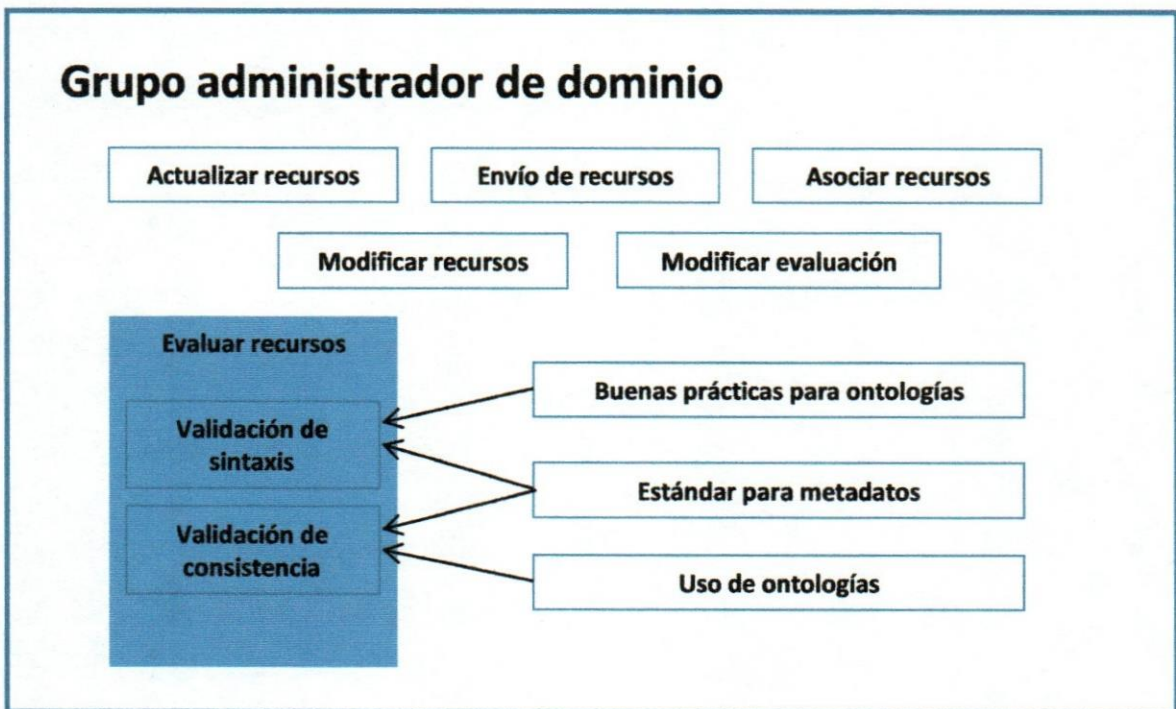 Grupo administrador de dominio
Actualizar recursos
Envío de recursos
Asociar recursos
Modificar recursos
Modificar evaluación
Evaluar recursos
Validación de
sintaxis
Validación de
consistencia
Buenas prácticas para ontologías
Estándar para metadatos
Uso de ontologías